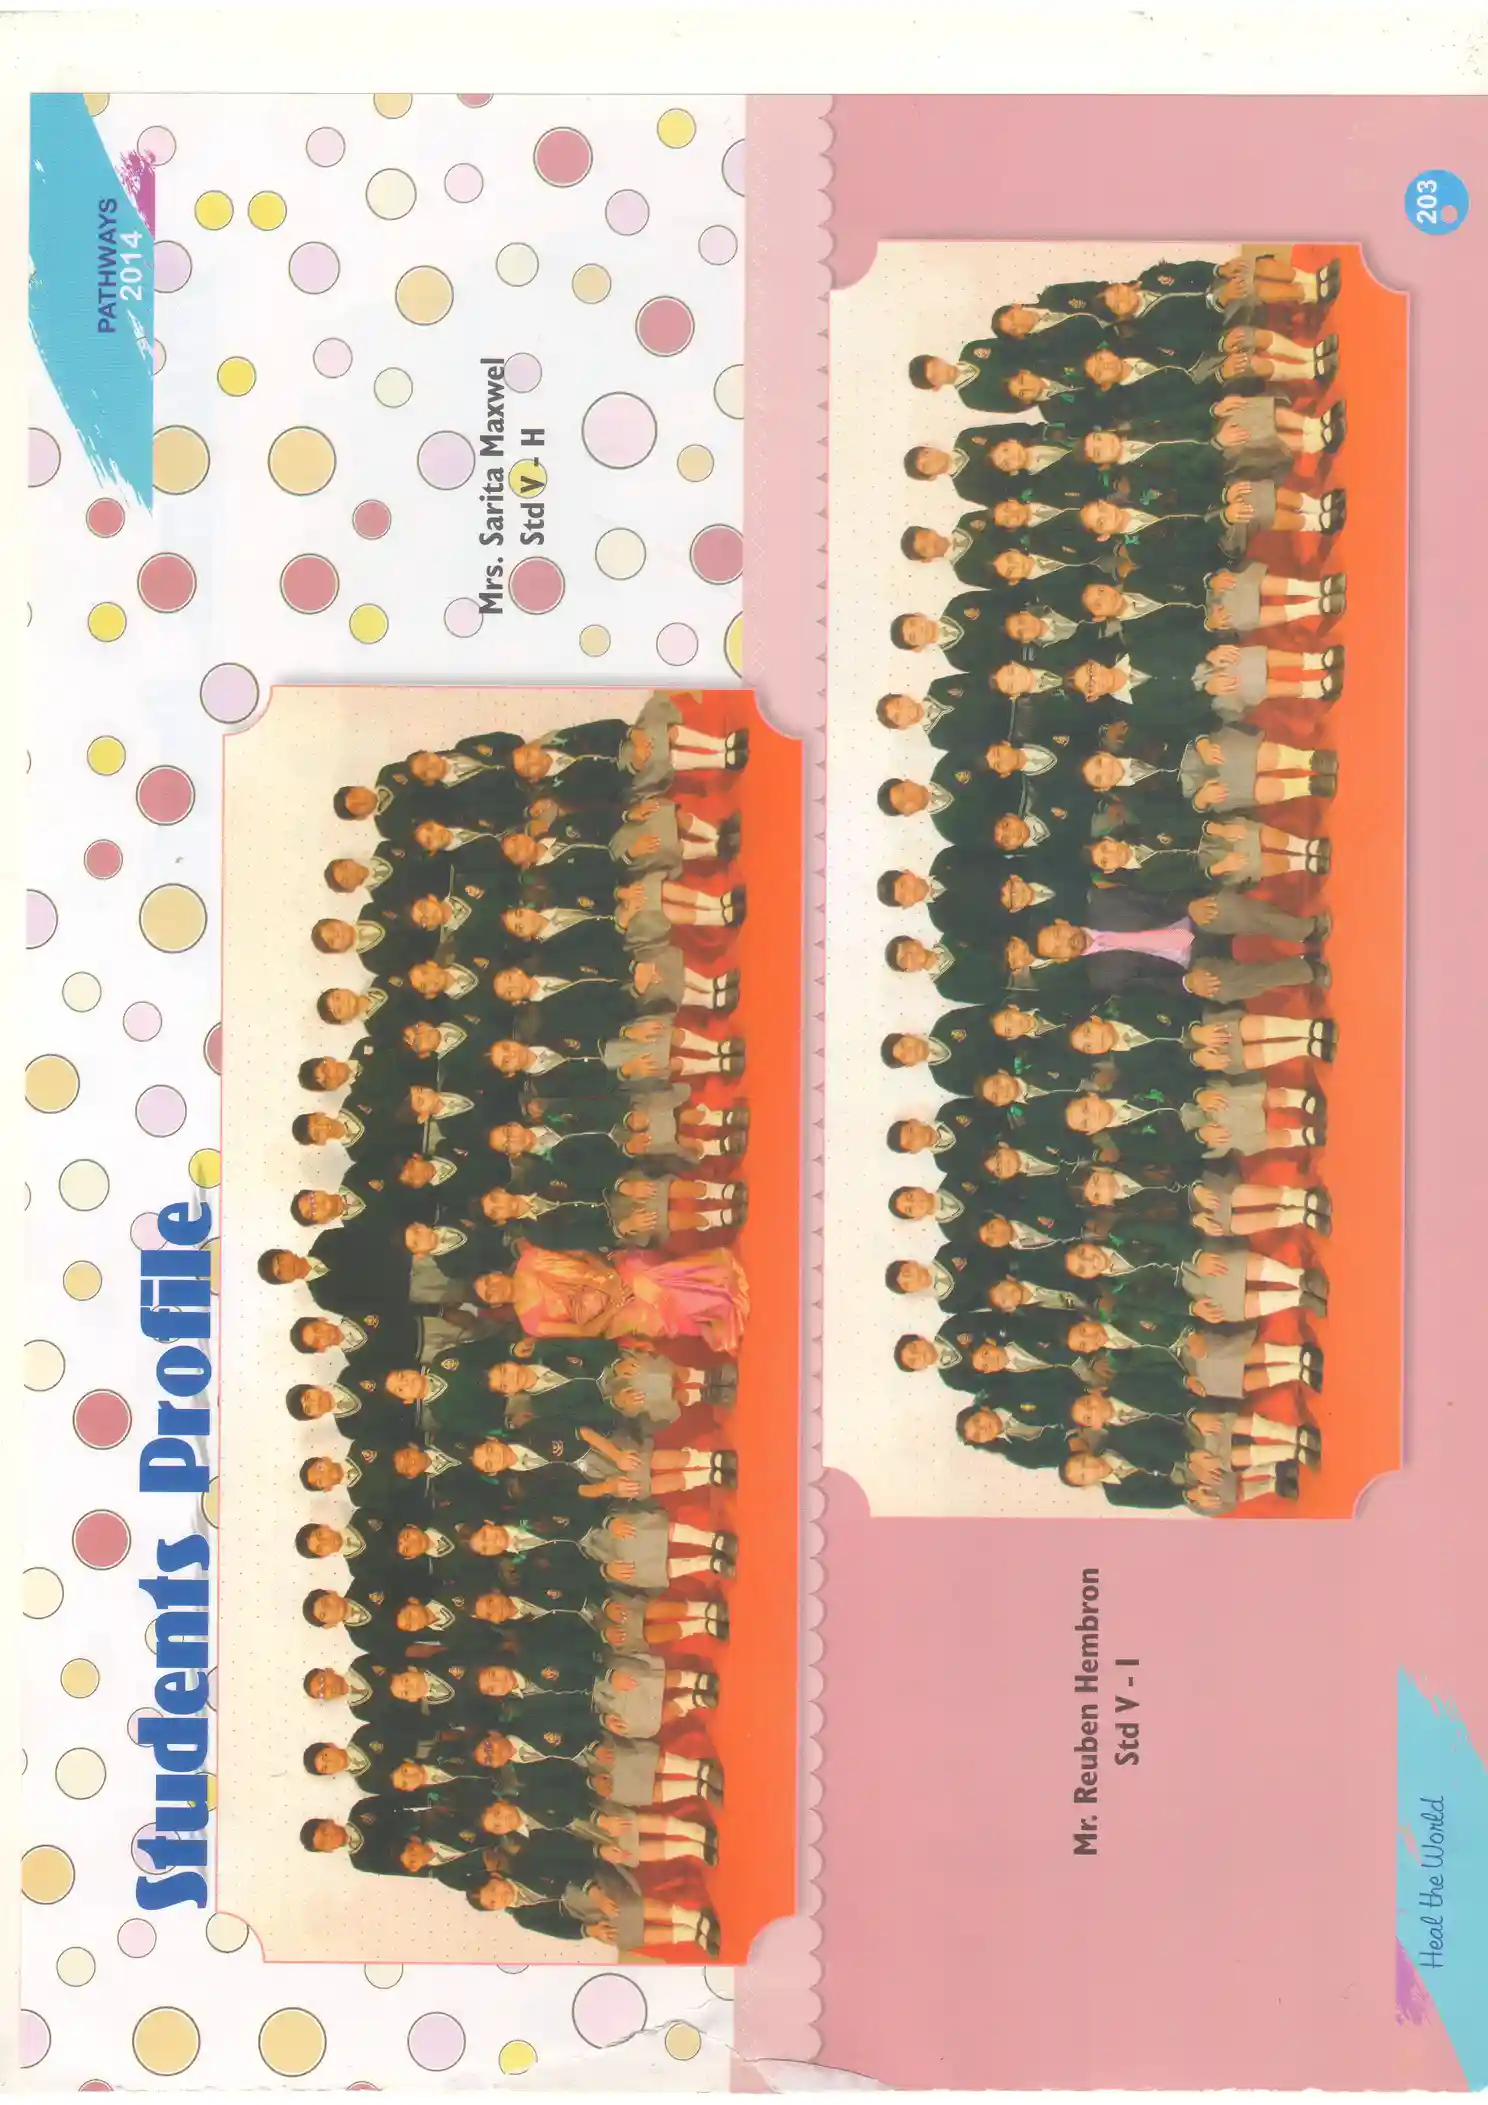 PATHWAYS
2014
Students Profile
Mrs. Sarita Maxwel
Std V - H
Mr. Reuben Hembron
Std V - I
Heal the World
203